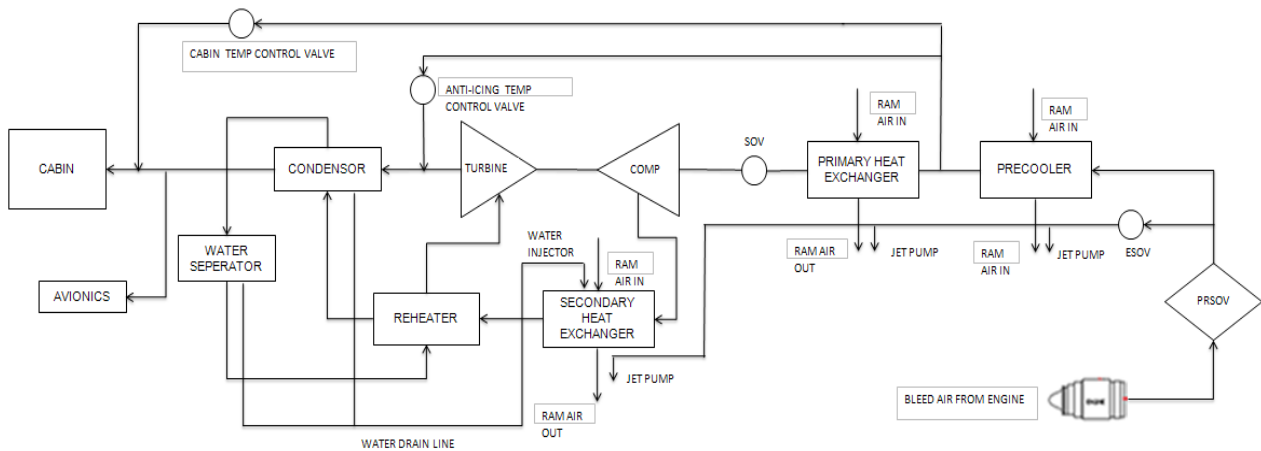 CABIN TEMP CONTROL VALVE
ANTI-ICING TEMP
CONTROL VALVE
RAM
AIR IN
RAM
AIR IN
SOV
CABIN
CONDENSOR
TURBINE
COMP
PRIMARY HEAT
EXCHANGER
PRECOOLER
WATER
SEPERATOR
WATER
INJECTOR
RAM
AIR IN
RAM AIR
OUT
JET PUMP
RAM
AIR IN
JET PUMP
ESOV
AVIONICS
REHEATER
SECONDARY
HEAT
EXCHANGER
PRSOV
JET PUMP
BLEED AIR FROM ENGINE
RAM AIR
OUT
WATER DRAIN LINE